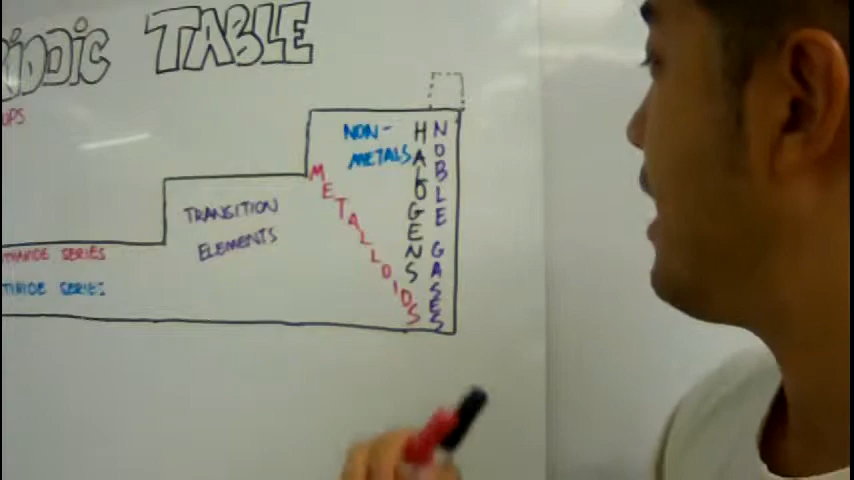 TABLE
NON-
METALS
HALOGENS
NOBLE GASES
METALLOIDS
TRANSITION
ELEMENTS
SERIES
SERIES